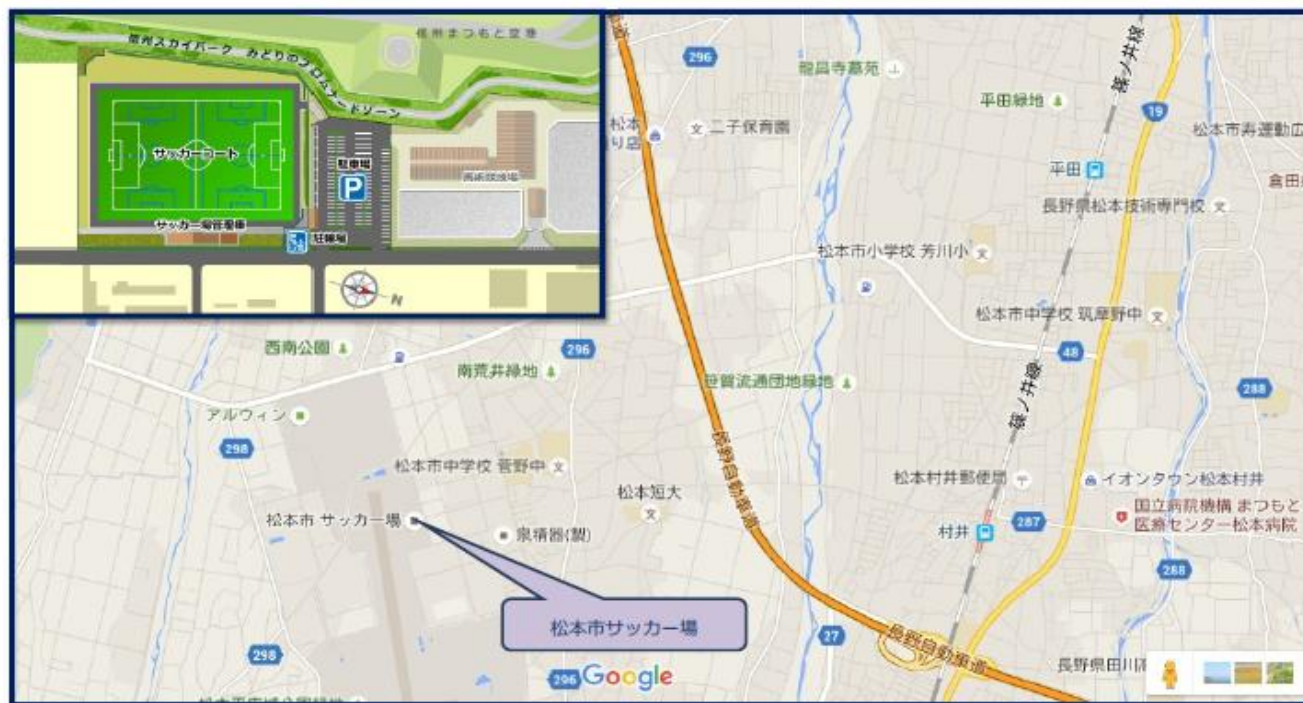 信州スカイパーク みどりのプロムナードゾーン
信州まつもと空港
サッカーコート
駐車場
P
サッカー場管理棟
駐輪場
N
296
龍昌寺墓苑
平田緑地
篠ノ井線
19
松本市寿運動広
二子保育園
平田
倉田
長野県松本技術専門校
松本市小学校 芳川小
松本市中学校 筑摩野中
西南公園
296
48
南荒井緑地
笹賀流通団地緑地
288
アルウィン
篠ノ井線
298
長野自動車道
松本市中学校 菅野中
松本村井郵便局
イオンタウン松本村井
松本短大
国立病院機構 まつもと
医療センター松本病院
松本市 サッカー場
泉精器(製)
287
村井
288
松本市サッカー場
27
長野自動車道
298
長野県田川高
296
Google